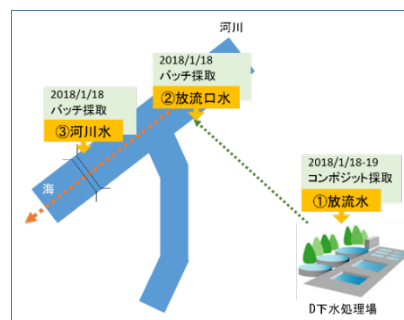 河川
2018/1/18
バッチ採取
②放流口水
2018/1/18
バッチ採取
③河川水
海
2018/1/18-19
コンポジット採取
①放流水
D下水処理場